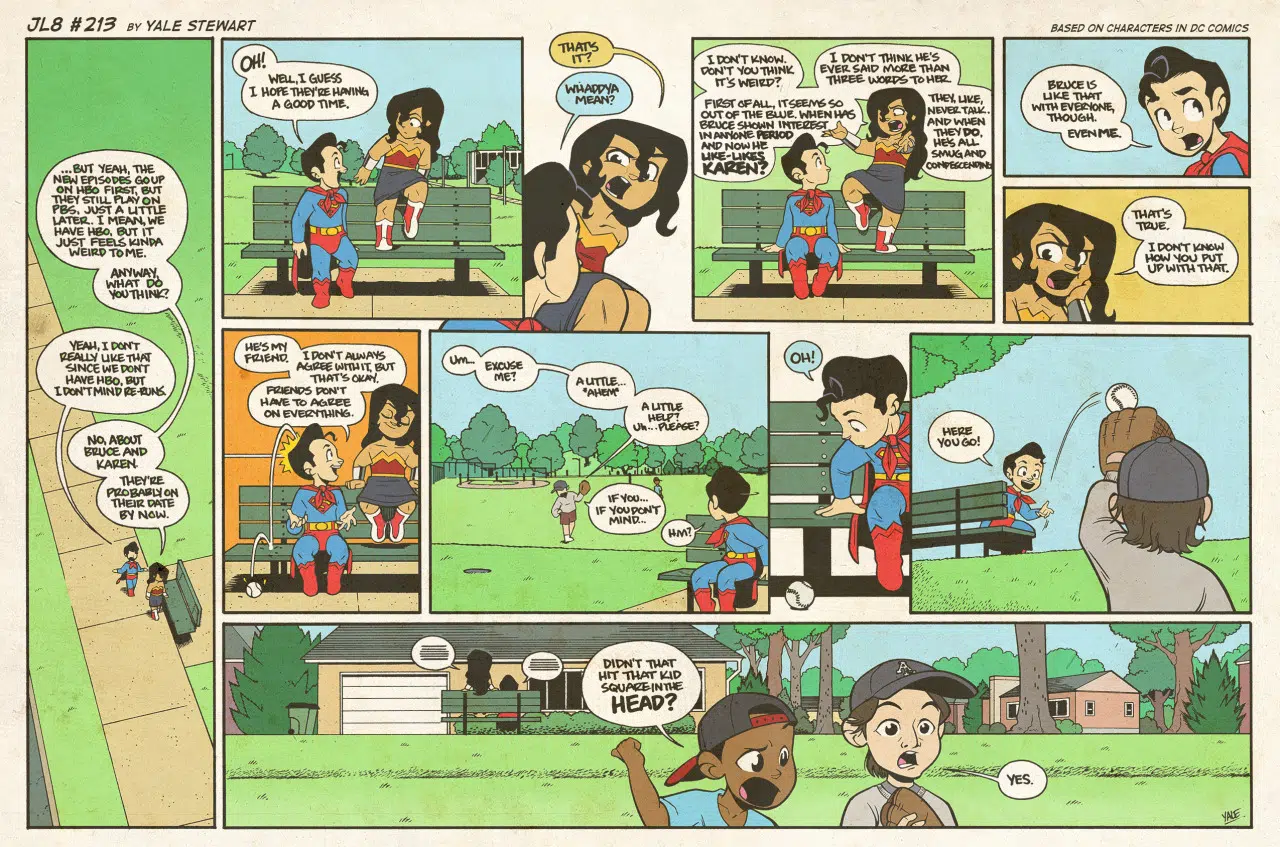 JL8 #213 BY YALE STEWART
BASED ON CHARACTERS IN DC COMICS
...BUT YEAH, THE
NEW EPISODES GO UP
ON HBO FIRST, BUT
THEY STILL PLAY ON
PBS, JUST A LITTLE
LATER. I MEAN, WE
HAVE HBO, BUT IT
JUST FEELS KINDA
WEIRD TO ME.
ANYWAY,
WHAT DO
YOU THINK?
YEAH, I DON'T
REALLY LIKE THAT
SINCE WE DON'T
HAVE HBO, BUT
I DON'T MIND RE-RUNS.
NO, ABOUT
BRUCE AND
KAREN.
THEY'RE
PROBABLY ON
THEIR DATE
BY NOW.
OH!
WELL, I GUESS
I HOPE THEY'RE HAVING
A GOOD TIME.
THAT'S
IT?
WHADDYA
MEAN?
I DON'T KNOW.
DON'T YOU THINK
IT'S WEIRD?
FIRST OF ALL, IT SEEMS SO
OUT OF THE BLUE. WHEN HAS
BRUCE SHOWN INTEREST
IN ANYONE PERIOD
AND NOW HE
LIKE-LIKES
KAREN?
I DON'T THINK HE'S
EVER SAID MORE THAN
THREE WORDS TO HER.
THEY, LIKE,
NEVER TALK.
AND WHEN
THEY DO,
HE'S ALL
SMUG AND
CONDESCENDING
BRUCE IS
LIKE THAT
WITH EVERYONE,
THOUGH.
EVEN ME.
THAT'S
TRUE.
I DON'T KNOW
HOW YOU PUT
UP WITH THAT.
HE'S MY
FRIEND.
I DON'T ALWAYS
AGREE WITH IT, BUT
THAT'S OKAY.
FRIENDS DON'T
HAVE TO AGREE
ON EVERYTHING.
Um...
EXCUSE
ME?
A LITTLE...
*AHEM*
A LITTLE
HELP?
Uh...PLEASE?
IF YOU...
IF YOU DON'T
MIND...
HM?
OH!
HERE
YOU GO!
DIDN'T THAT
HIT THAT KID
SQUARE IN THE
HEAD?
A
YES.
YALE